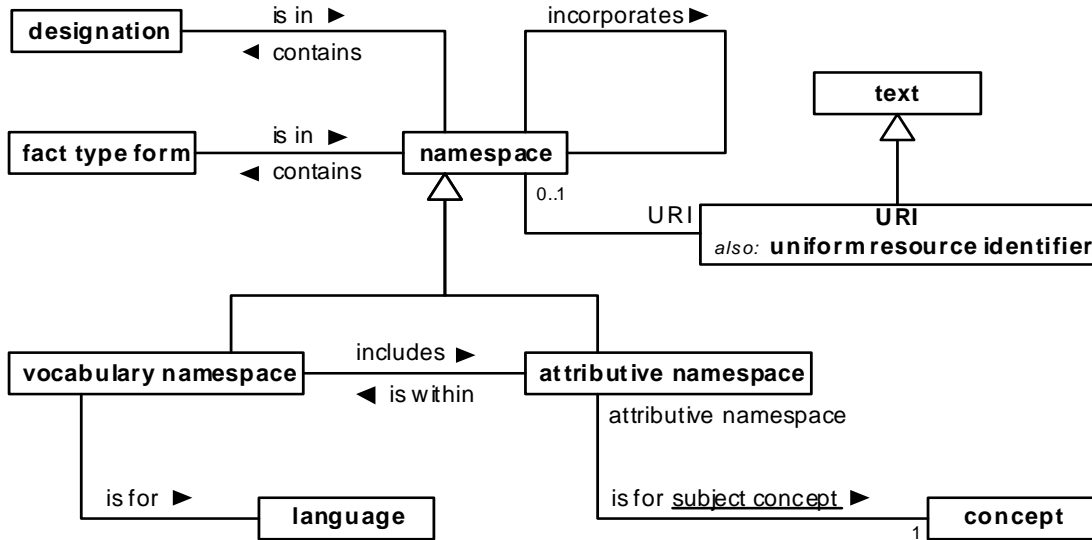 designation
is in ►
◄ contains
incorporates ►
text
fact type form
is in ►
◄ contains
namespace
0..1
URI
URI
also: uniform resource identifier
vocabulary namespace
includes ►
◄ is within
attributive namespace
attributive namespace
is for ►
language
is for subject concept ►
1
concept